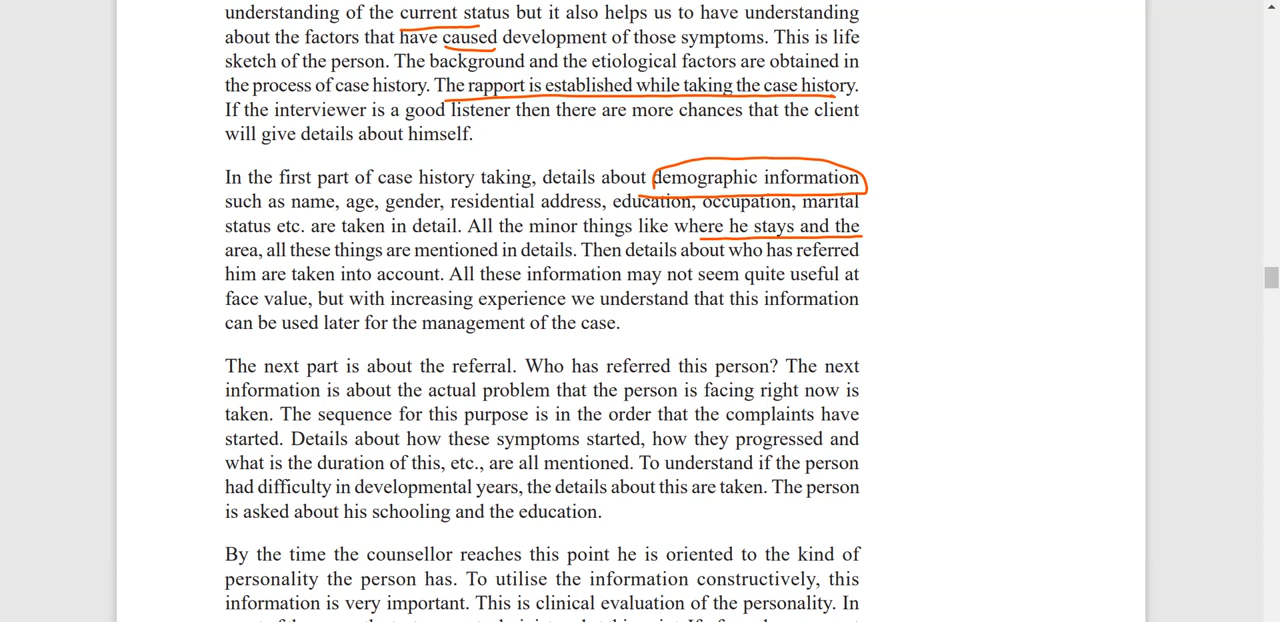 understanding of the current status but it also helps us to have understanding
about the factors that have caused development of those symptoms. This is life
sketch of the person. The background and the etiological factors are obtained in
the process of case history. The rapport is established while taking the case history.
If the interviewer is a good listener then there are more chances that the client
will give details about himself.
In the first part of case history taking, details about demographic information
such as name, age, gender, residential address, education, occupation, marital
status etc. are taken in detail. All the minor things like where he stays and the
area, all these things are mentioned in details. Then details about who has referred
him are taken into account. All these information may not seem quite useful at
face value, but with increasing experience we understand that this information
can be used later for the management of the case.
The next part is about the referral. Who has referred this person? The next
information is about the actual problem that the person is facing right now is
taken. The sequence for this purpose is in the order that the complaints have
started. Details about how these symptoms started, how they progressed and
what is the duration of this, etc., are all mentioned. To understand if the person
had difficulty in developmental years, the details about this are taken. The person
is asked about his schooling and the education.
By the time the counsellor reaches this point he is oriented to the kind of
personality the person has. To utilise the information constructively, this
information is very important. This is clinical evaluation of the personality. In